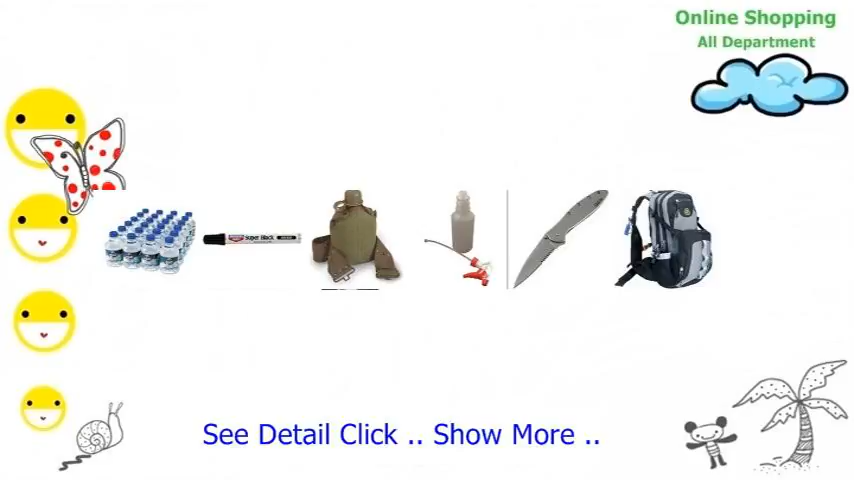 Online Shopping
All Department
Super Black
See Detail Click .. Show More ..